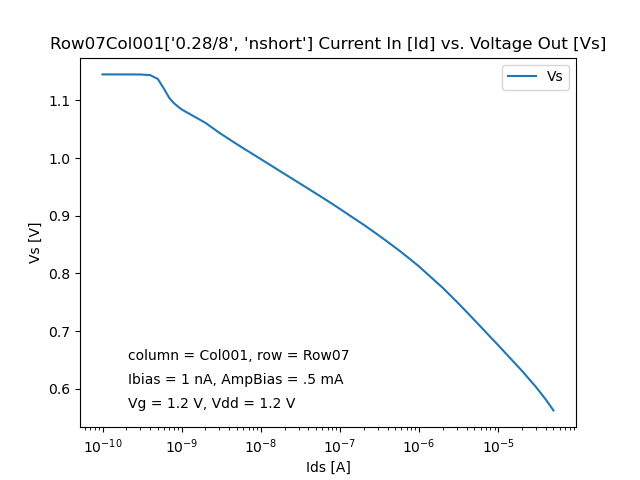 Row07Col001['0.28/8', 'nshort'] Current In [Id] vs. Voltage Out [Vs]
Vs
1.1
1.0
0.9
0.8
0.7
0.6
Vs [V]
column = Col001, row = Row07
Ibias = 1 nA, AmpBias = .5 mA
Vg = 1.2 V, Vdd = 1.2 V
10⁻¹⁰ 10⁻⁹ 10⁻⁸ 10⁻⁷ 10⁻⁶ 10⁻⁵
Ids [A]